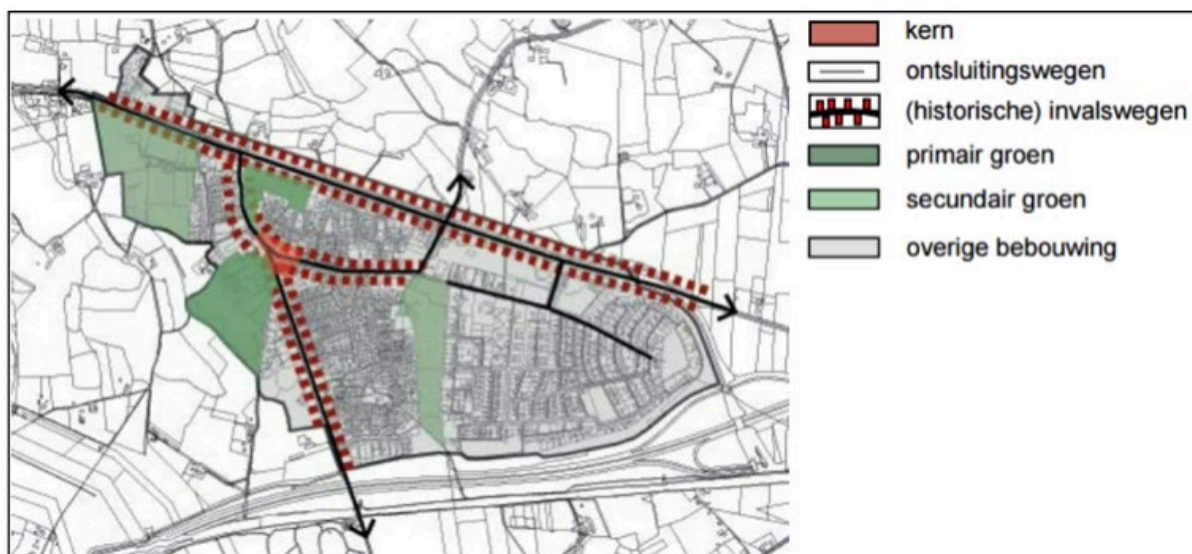 kern
ontsluitingswegen
(historische) invalswegen
primair groen
secundair groen
overige bebouwing